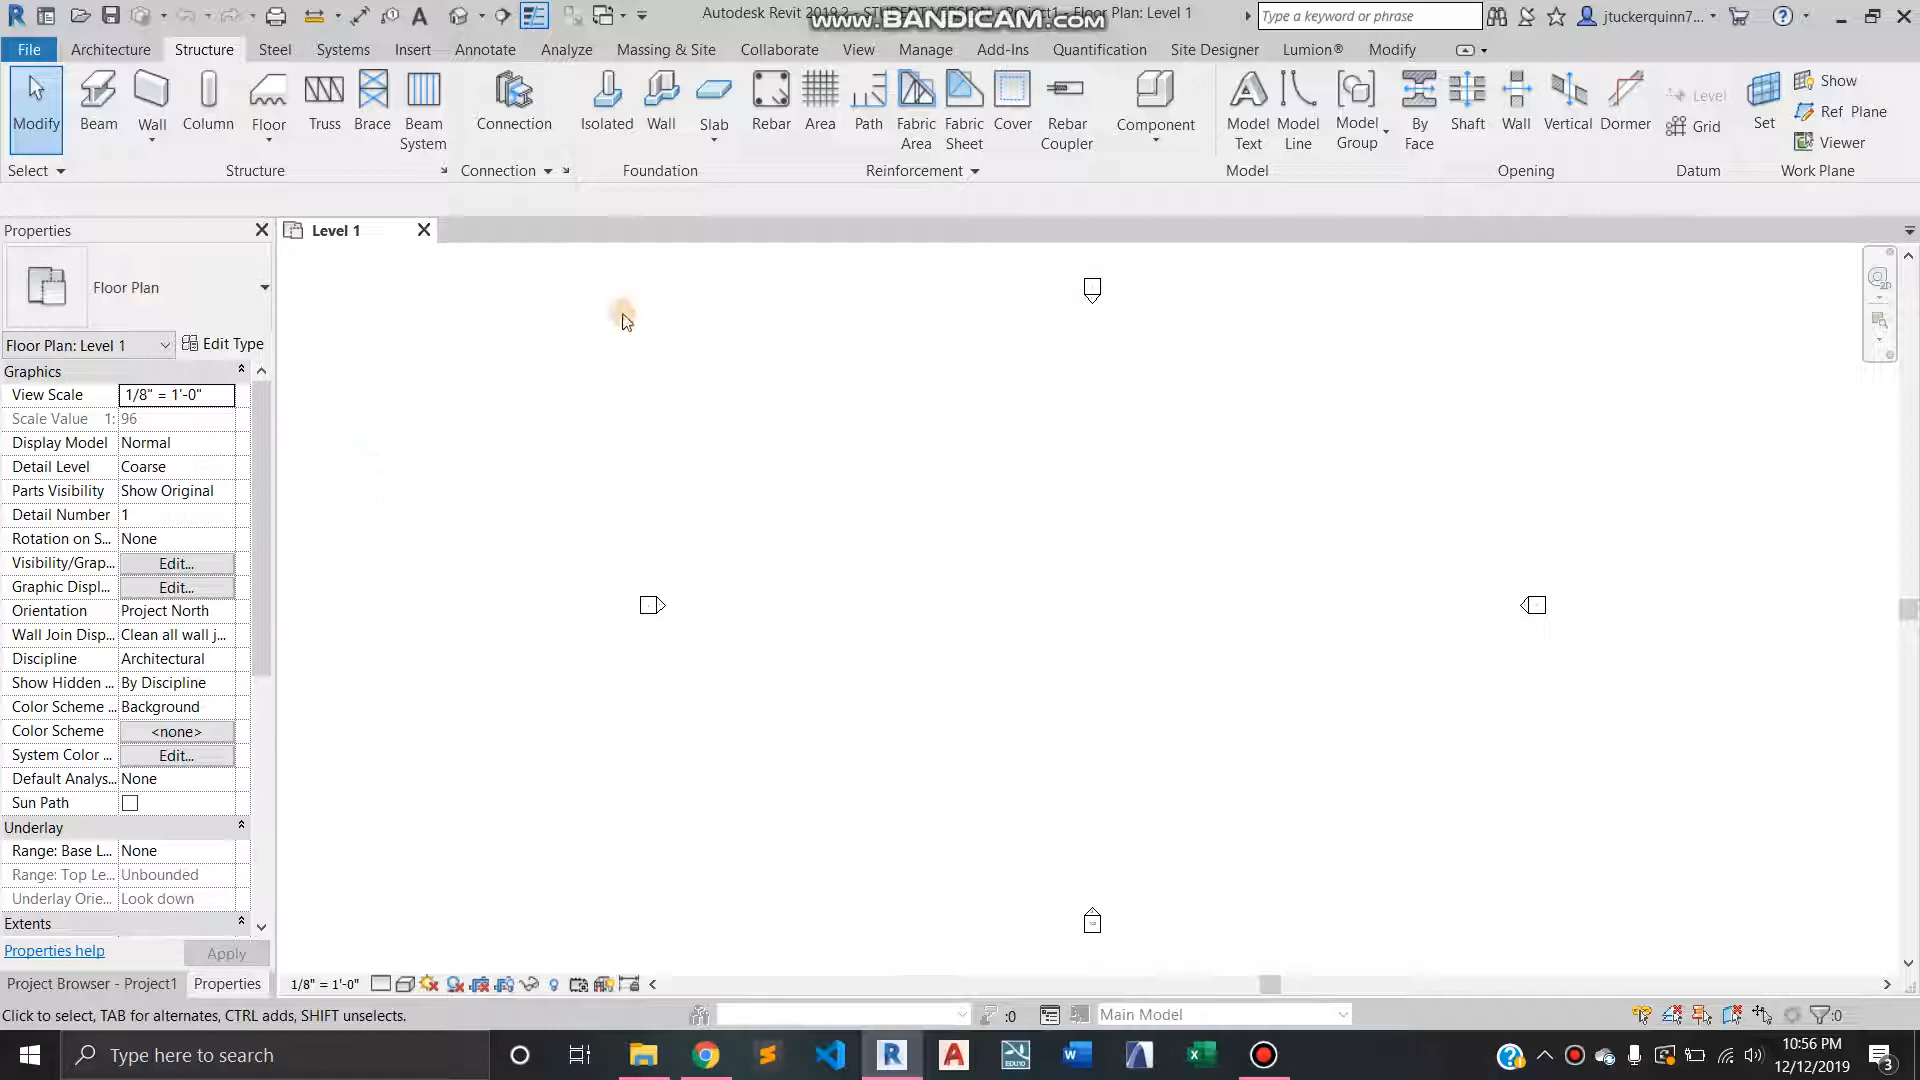 Autodesk Revit 2019.2 - STUDENT VERSION - Project1 - Floor Plan: Level 1
www.BANDICAM.com
Type a keyword or phrase
jtuckerquinn7...
File Architecture Structure Steel Systems Insert Annotate Analyze Massing & Site Collaborate View Manage Add-Ins Quantification Site Designer Lumion® Modify
Modify Beam Wall Column Floor Truss Brace Beam System Connection Isolated Wall Slab Rebar Area Path Fabric Area Fabric Sheet Cover Rebar Coupler Component Model Text Model Line Model Group By Face Shaft Wall Vertical Dormer Level Grid Set Show Ref Plane Viewer
Select Structure Connection Foundation Reinforcement Model Opening Datum Work Plane
Properties
Level 1
Floor Plan
Floor Plan: Level 1 Edit Type
Graphics
View Scale 1/8" = 1'-0"
Scale Value 1: 96
Display Model Normal
Detail Level Coarse
Parts Visibility Show Original
Detail Number 1
Rotation on S... None
Visibility/Grap... Edit...
Graphic Displ... Edit...
Orientation Project North
Wall Join Disp... Clean all wall j...
Discipline Architectural
Show Hidden ... By Discipline
Color Scheme ... Background
Color Scheme <none>
System Color ... Edit...
Default Analys... None
Sun Path
Underlay
Range: Base L... None
Range: Top Le... Unbounded
Underlay Orie... Look down
Extents
Properties help Apply
Project Browser - Project1 Properties 1/8" = 1'-0"
Click to select, TAB for alternates, CTRL adds, SHIFT unselects. :0 Main Model :0
Type here to search
10:56 PM
12/12/2019
3